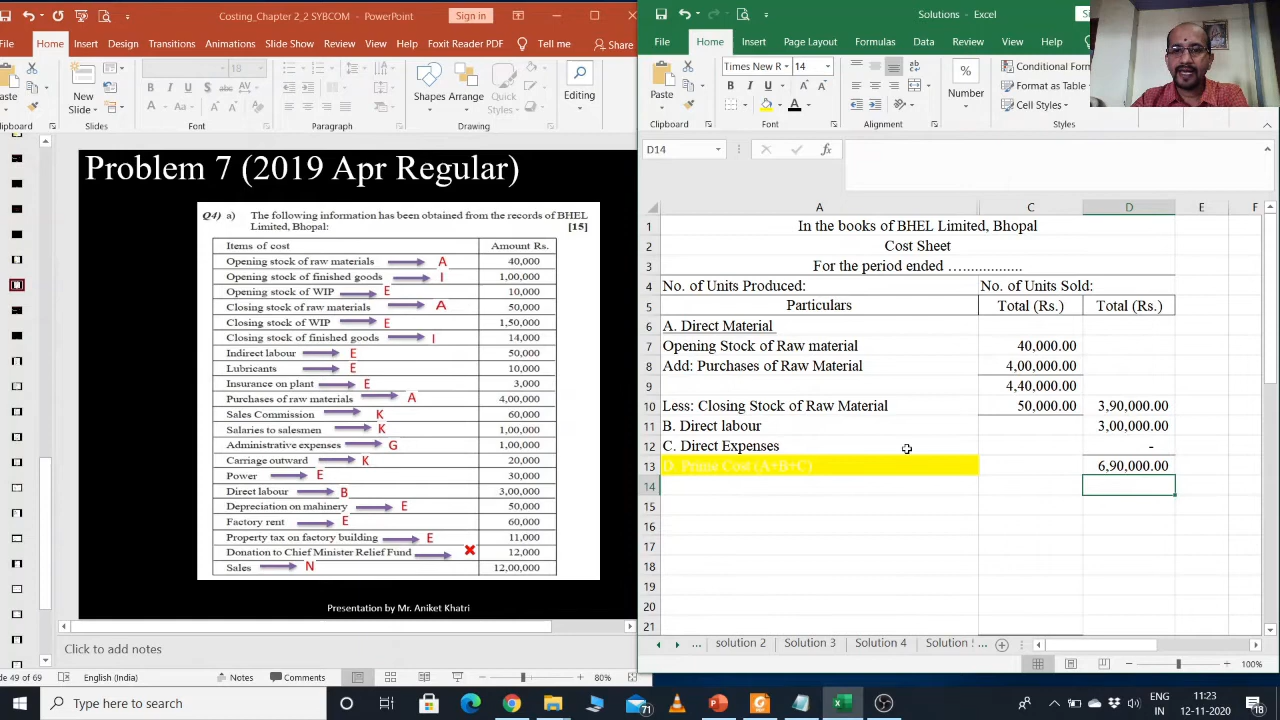 Costing_Chapter 2_2 SYBCOM - PowerPoint
Sign in
File Home Insert Design Transitions Animations Slide Show Review View Help Foxit Reader PDF Tell me Share
Paste
New
Slide
18
Shapes Arrange Quick
Styles
Editing
Clipboard Slides Font Paragraph Drawing
Problem 7 (2019 Apr Regular)
Q4) a) The following information has been obtained from the records of BHEL
Limited, Bhopal: [15]
Items of cost Amount Rs.
Opening stock of raw materials A 40,000
Opening stock of finished goods I 1,00,000
Opening stock of WIP E 10,000
Closing stock of raw materials A 50,000
Closing stock of WIP E 1,50,000
Closing stock of finished goods I 14,000
Indirect labour E 50,000
Lubricants E 10,000
Insurance on plant E 3,000
Purchases of raw materials A 4,00,000
Sales Commission K 60,000
Salaries to salesmen K 1,00,000
Administrative expenses G 1,00,000
Carriage outward K 20,000
Power E 30,000
Direct labour B 3,00,000
Depreciation on mahinery E 50,000
Factory rent E 60,000
Property tax on factory building E 11,000
Donation to Chief Minister Relief Fund 12,000
Sales N 12,00,000
Presentation by Mr. Aniket Khatri
Click to add notes
Slide 49 of 69 English (India) Notes Comments 80%
Solutions - Excel
File Home Insert Page Layout Formulas Data Review View Help
Paste
Times New R 14
B I U
Number
Conditional Form
Format as Table
Cell Styles
Clipboard Font Alignment Styles
D14 fx
A C D E F
1 In the books of BHEL Limited, Bhopal
2 Cost Sheet
3 For the period ended …...............
4 No. of Units Produced: No. of Units Sold:
5 Particulars Total (Rs.) Total (Rs.)
6 A. Direct Material
7 Opening Stock of Raw material 40,000.00
8 Add: Purchases of Raw Material 4,00,000.00
9 4,40,000.00
10 Less: Closing Stock of Raw Material 50,000.00 3,90,000.00
11 B. Direct labour 3,00,000.00
12 C. Direct Expenses -
13 D. Prime Cost (A+B+C) 6,90,000.00
14
15
16
17
18
19
20
21
solution 2 Solution 3 Solution 4 Solution ...
100%
Type here to search
71
ENG
IN
11:23
12-11-2020
18